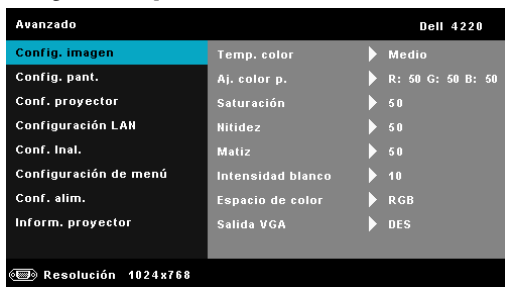 Avanzado Dell 4220
Config. imagen
Config. pant.
Conf. proyector
Configuración LAN
Conf. Inal.
Configuración de menú
Conf. alim.
Inform. proyector
Temp. color Medio
Aj. color p. R: 50 G: 50 B: 50
Saturación 50
Nitidez 50
Matiz 50
Intensidad blanco 10
Espacio de color RGB
Salida VGA DES
Resolución 1024x768